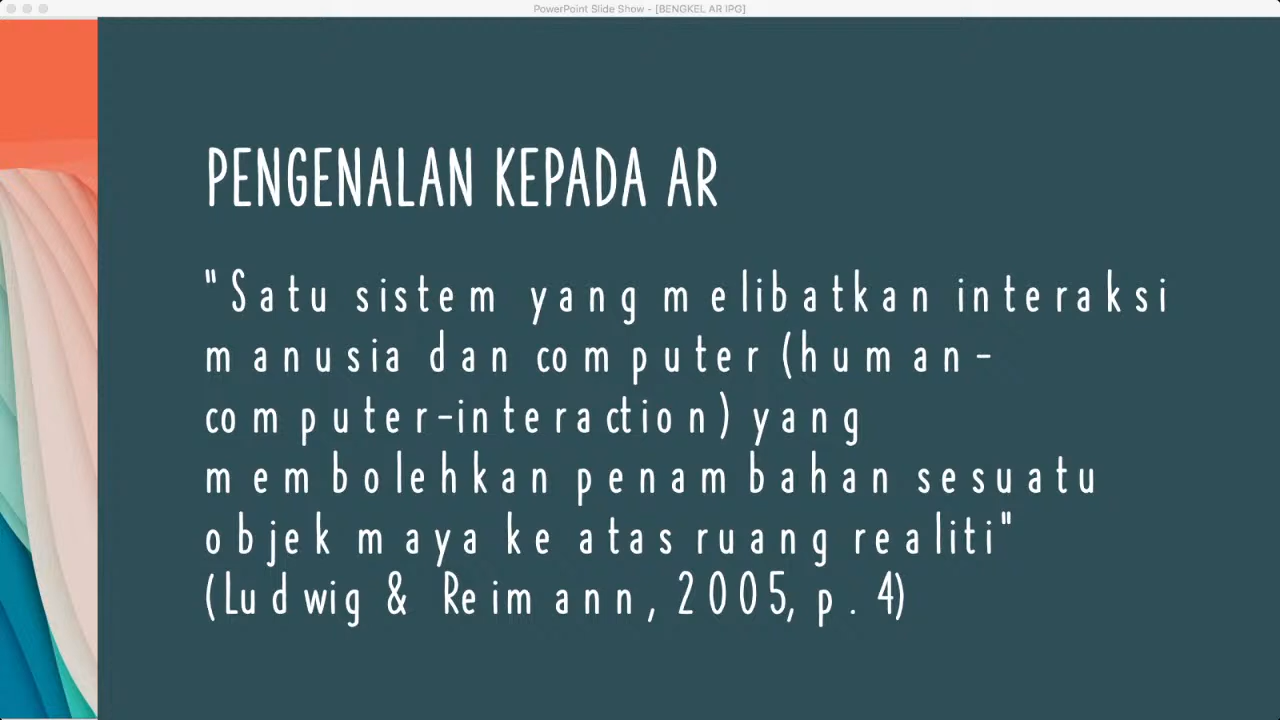 PowerPoint Slide Show - [BENGKEL AR IPG]
PENGENALAN KEPADA AR
"Satu sistem yang melibatkan interaksi
manusia dan computer (human-
computer-interaction) yang
membolehkan penambahan sesuatu
objek maya ke atas ruang realiti"
(Ludwig & Reimann, 2005, p. 4)